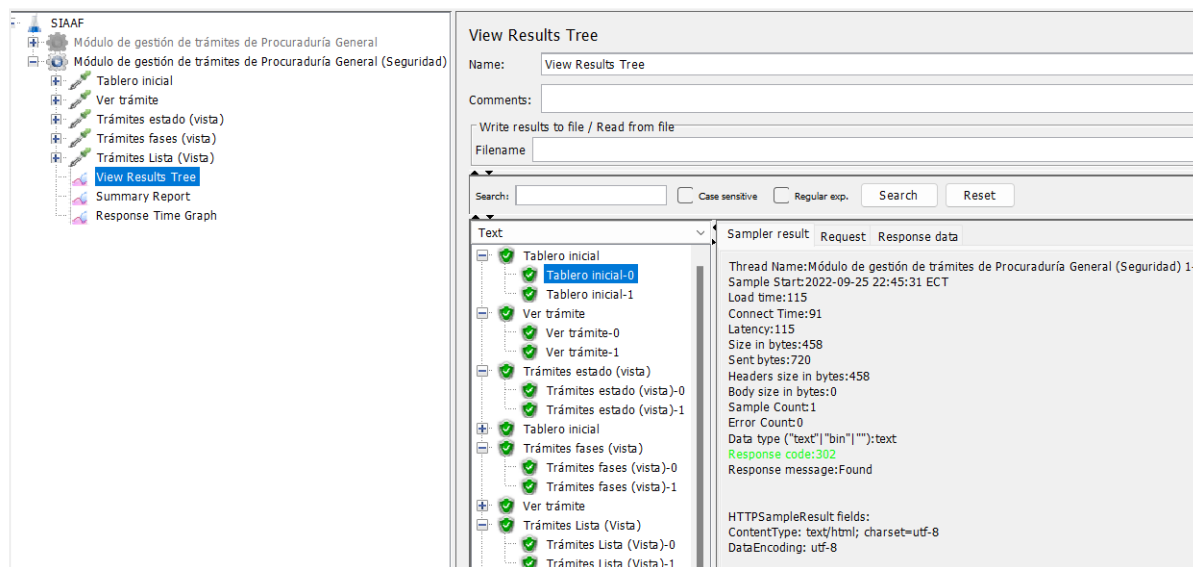 SIAAF
Módulo de gestión de trámites de Procuraduría General
Módulo de gestión de trámites de Procuraduría General (Seguridad)
Tablero inicial
Ver trámite
Trámites estado (vista)
Trámites fases (vista)
Trámites Lista (Vista)
View Results Tree
Summary Report
Response Time Graph
View Results Tree
Name: View Results Tree
Comments:
Write results to file / Read from file
Filename
Search: Case sensitive Regular exp. Search Reset
Text
Tablero inicial
Tablero inicial-0
Tablero inicial-1
Ver trámite
Ver trámite-0
Ver trámite-1
Trámites estado (vista)
Trámites estado (vista)-0
Trámites estado (vista)-1
Tablero inicial
Trámites fases (vista)
Trámites fases (vista)-0
Trámites fases (vista)-1
Ver trámite
Trámites Lista (Vista)
Trámites Lista (Vista)-0
Trámites Lista (Vista)-1
Sampler result Request Response data
Thread Name:Módulo de gestión de trámites de Procuraduría General (Seguridad) 1-
Sample Start:2022-09-25 22:45:31 ECT
Load time:115
Connect Time:91
Latency:115
Size in bytes:458
Sent bytes:720
Headers size in bytes:458
Body size in bytes:0
Sample Count:1
Error Count:0
Data type ("text"|"bin"|""):text
Response code:302
Response message:Found
HTTPSampleResult fields:
ContentType: text/html; charset=utf-8
DataEncoding: utf-8